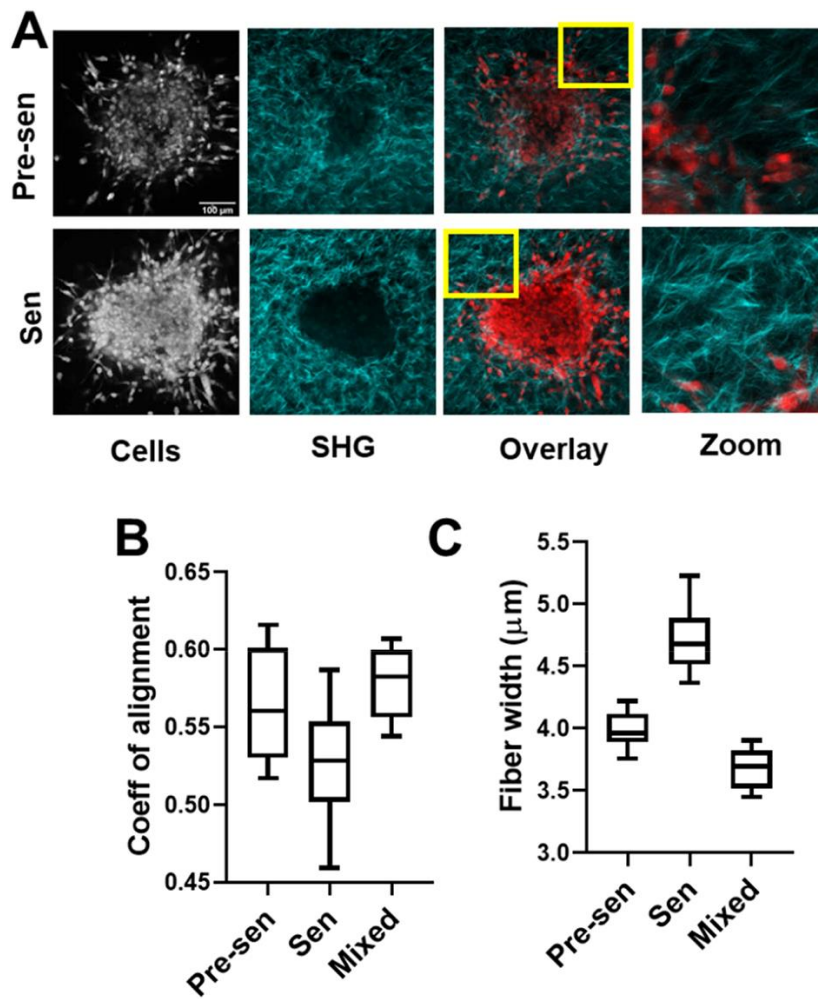 A
Pre-sen
100 µm
Sen
Cells SHG Overlay Zoom
B
Coeff of alignment
0.65
0.60
0.55
0.50
0.45
Pre-sen Sen Mixed
C
Fiber width (µm)
5.5
5.0
4.5
4.0
3.5
3.0
Pre-sen Sen Mixed